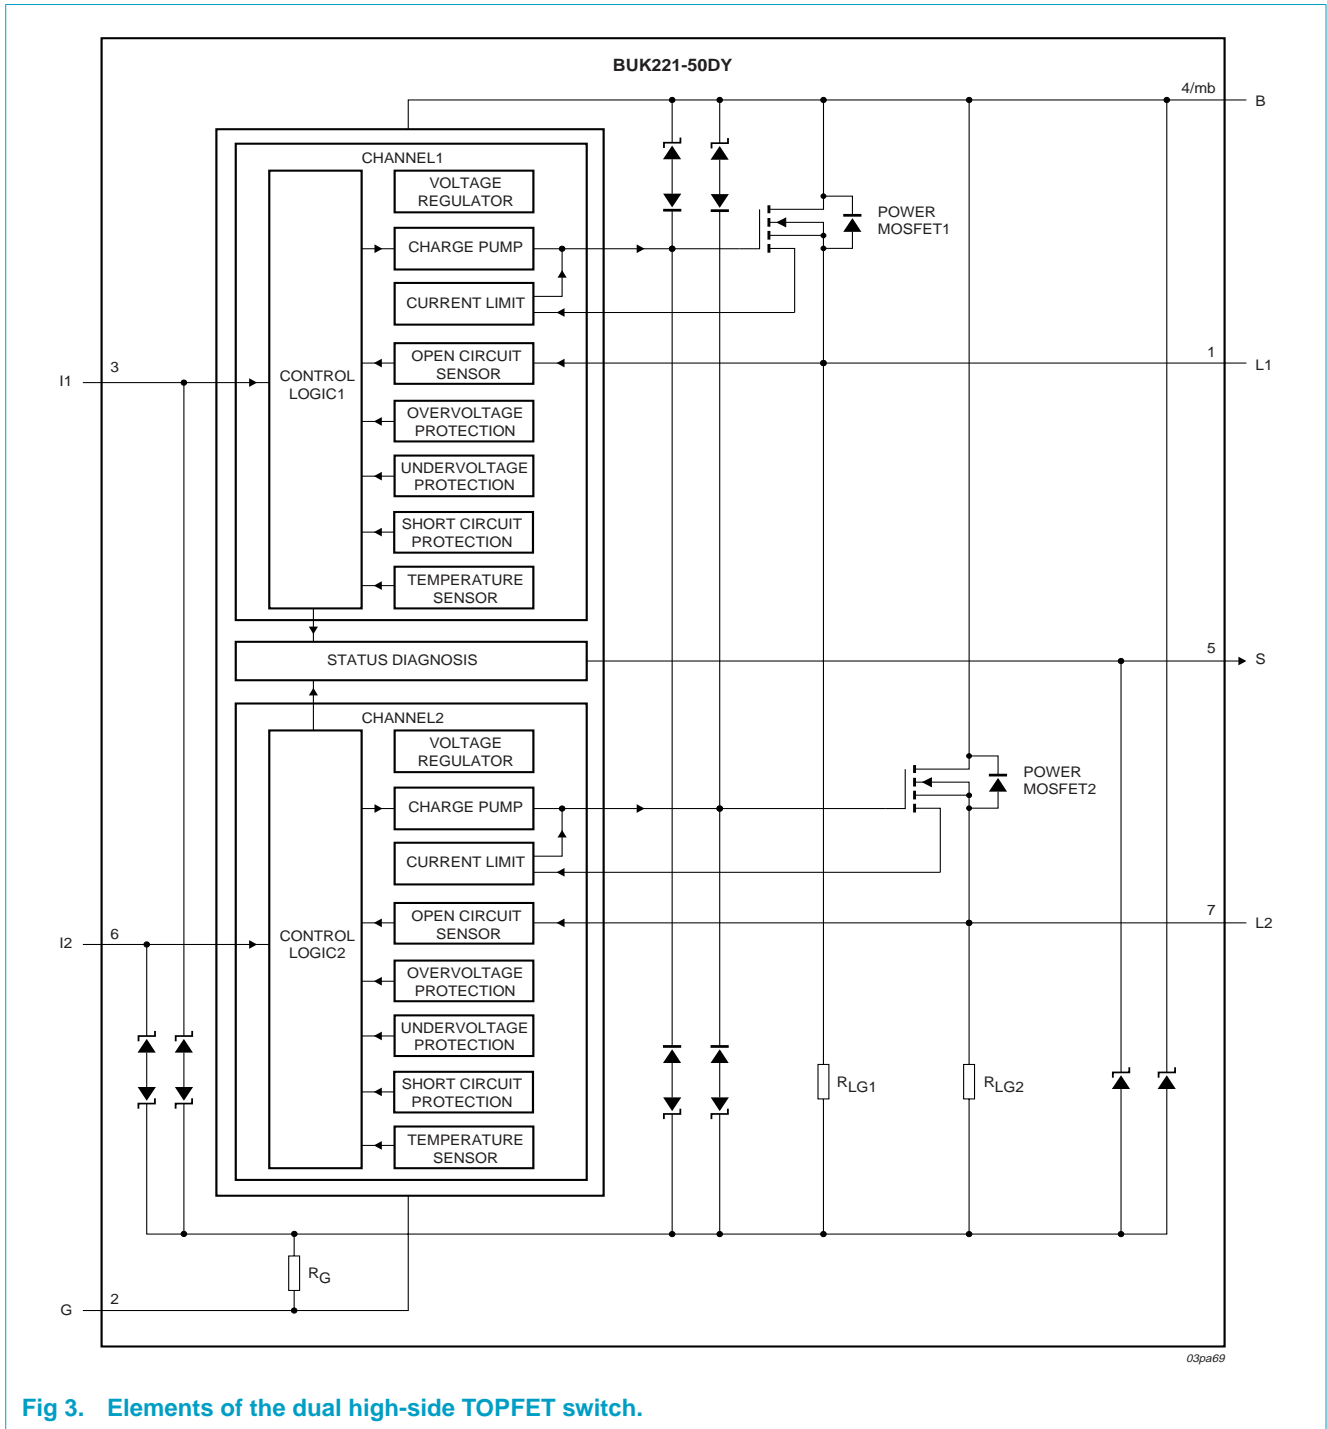 BUK221-50DY
4/mb
B
CHANNEL1
VOLTAGE
REGULATOR
CHARGE PUMP
CURRENT LIMIT
OPEN CIRCUIT
SENSOR
OVERVOLTAGE
PROTECTION
UNDERVOLTAGE
PROTECTION
SHORT CIRCUIT
PROTECTION
TEMPERATURE
SENSOR
CONTROL
LOGIC1
I1
3
POWER
MOSFET1
1
L1
STATUS DIAGNOSIS
5
S
CHANNEL2
VOLTAGE
REGULATOR
CHARGE PUMP
CURRENT LIMIT
OPEN CIRCUIT
SENSOR
OVERVOLTAGE
PROTECTION
UNDERVOLTAGE
PROTECTION
SHORT CIRCUIT
PROTECTION
TEMPERATURE
SENSOR
CONTROL
LOGIC2
I2
6
POWER
MOSFET2
7
L2
RLG1
RLG2
RG
G
2
03pa69
Fig 3. Elements of the dual high-side TOPFET switch.